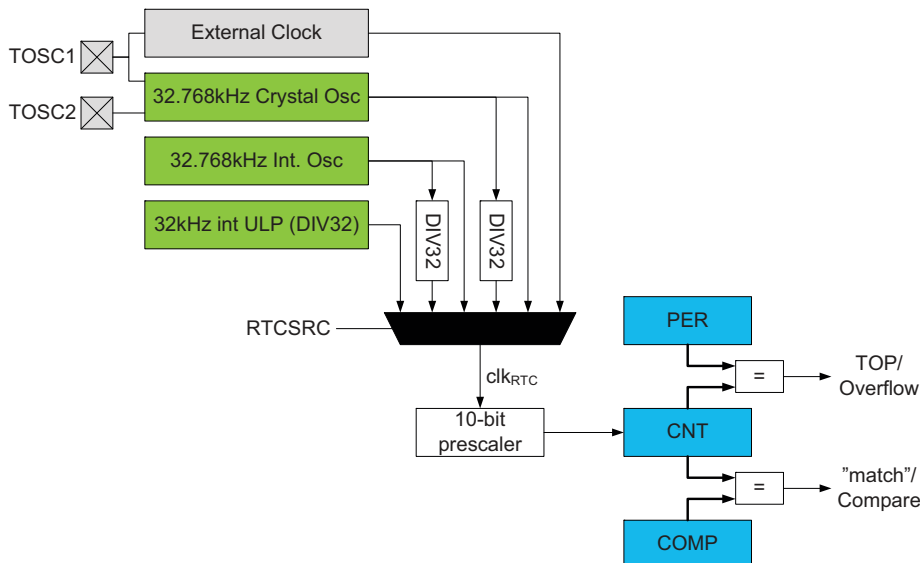 External Clock
TOSC1
32.768kHz Crystal Osc
TOSC2
32.768kHz Int. Osc
32kHz int ULP (DIV32)
DIV32
DIV32
RTCSRC
PER
TOP/
Overflow
=
clkRTC
10-bit
prescaler
CNT
=
"match"/
Compare
COMP